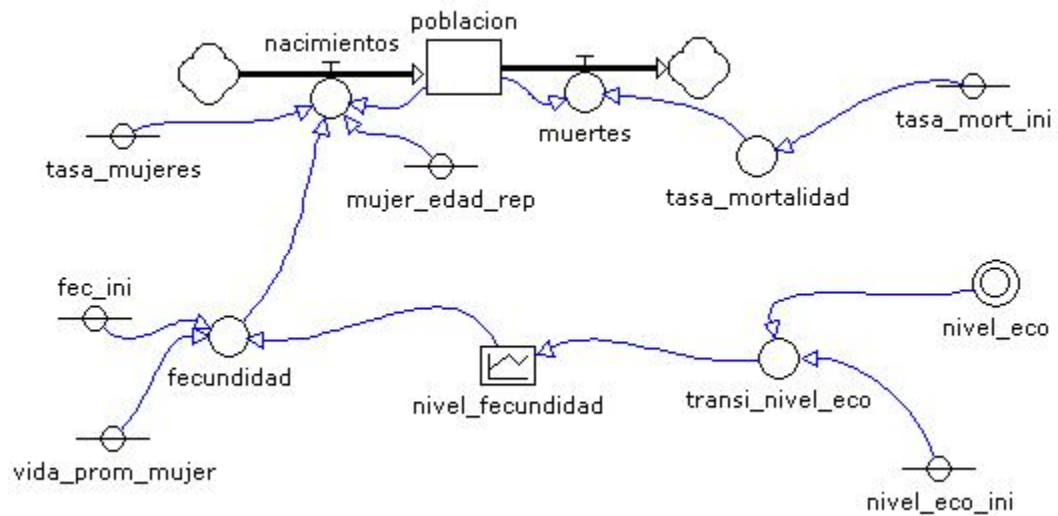 poblacion
nacimientos
muertes
tasa_mort_ini
tasa_mujeres
mujer_edad_rep
tasa_mortalidad
fec_ini
nivel_eco
fecundidad
nivel_fecundidad
transi_nivel_eco
vida_prom_mujer
nivel_eco_ini